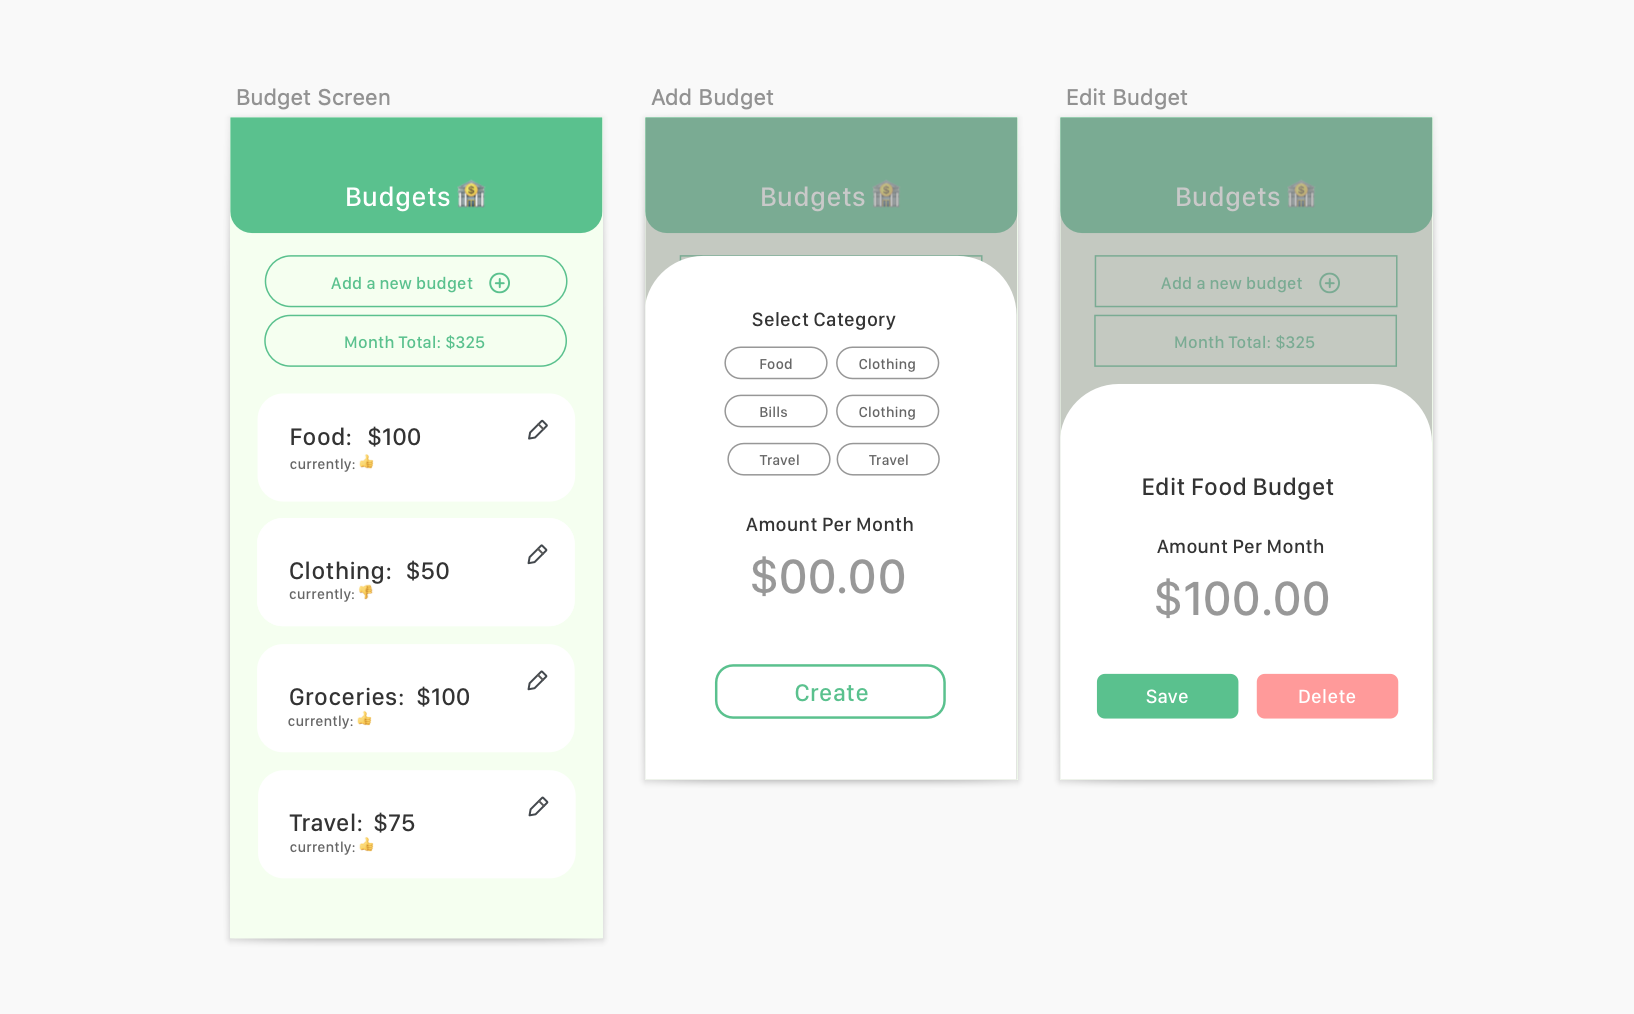 Budget Screen
Budgets
Add a new budget
Month Total: $325
Food: $100
currently:
Clothing: $50
currently:
Groceries: $100
currently:
Travel: $75
currently:
Add Budget
Budgets
Select Category
Food Clothing
Bills Clothing
Travel Travel
Amount Per Month
$00.00
Create
Edit Budget
Budgets
Add a new budget
Month Total: $325
Edit Food Budget
Amount Per Month
$100.00
Save Delete